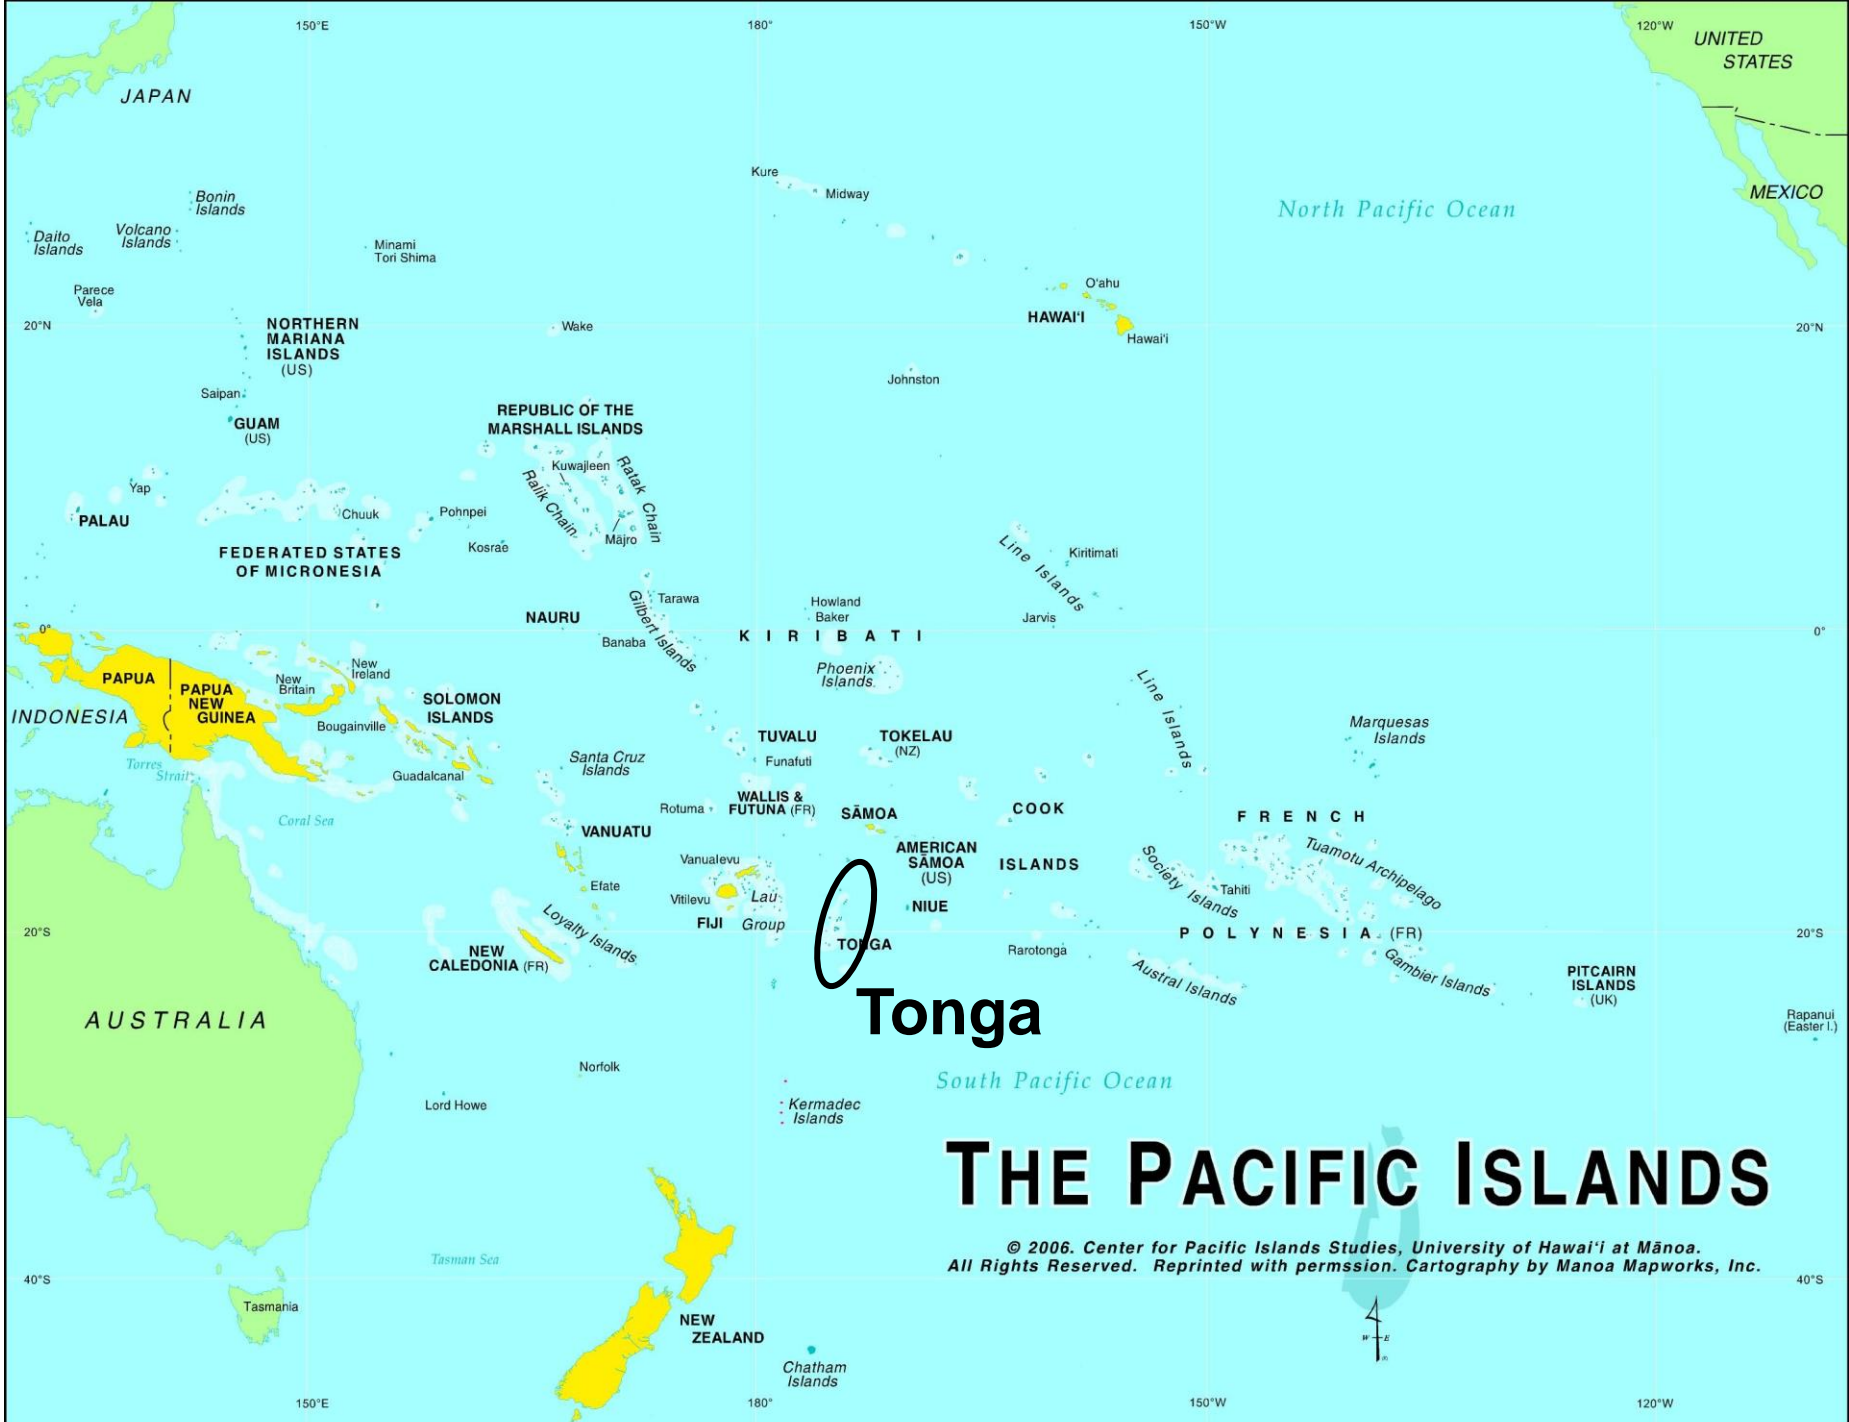 150°E
180°
150°W
120°W
UNITED
STATES
JAPAN
Kure
Midway
MEXICO
Bonin
Islands
North Pacific Ocean
Daito
Islands
Volcano
Islands
Minami
Tori Shima
Parece
Vela
O'ahu
HAWAI'I
Hawai'i
20°N
NORTHERN
MARIANA
ISLANDS
(US)
Wake
20°N
Johnston
Saipan
GUAM
(US)
REPUBLIC OF THE
MARSHALL ISLANDS
Kuwajleen
Ratak Chain
Ralik Chain
Mājro
Yap
PALAU
Chuuk
Pohnpei
Kosrae
FEDERATED STATES
OF MICRONESIA
Line Islands
Kiritimati
Jarvis
Tarawa
Gilbert Islands
Howland
Baker
NAURU
Banaba
KIRIBATI
0°
0°
Phoenix
Islands
PAPUA
PAPUA
NEW
GUINEA
New
Britain
New
Ireland
INDONESIA
Bougainville
SOLOMON
ISLANDS
Line Islands
Marquesas
Islands
TUVALU
Funafuti
TOKELAU
(NZ)
Torres
Strait
Guadalcanal
Santa Cruz
Islands
Rotuma
WALLIS &
FUTUNA (FR)
SĀMOA
COOK
ISLANDS
FRENCH
POLYNESIA (FR)
Coral Sea
VANUATU
Efate
Vanualevu
Vitilevu
FIJI
Lau
Group
AMERICAN
SĀMOA
(US)
NIUE
Society Islands
Tahiti
Tuamotu Archipelago
20°S
NEW
CALEDONIA (FR)
Loyalty Islands
TONGA
Tonga
Rarotonga
20°S
Austral Islands
Gambier Islands
PITCAIRN
ISLANDS
(UK)
Rapanui
(Easter I.)
AUSTRALIA
Norfolk
Lord Howe
South Pacific Ocean
Kermadec
Islands
THE PACIFIC ISLANDS
© 2006. Center for Pacific Islands Studies, University of Hawai'i at Mānoa.
All Rights Reserved. Reprinted with permssion. Cartography by Manoa Mapworks, Inc.
Tasman Sea
40°S
40°S
Tasmania
NEW
ZEALAND
Chatham
Islands
W
E
150°E
180°
150°W
120°W